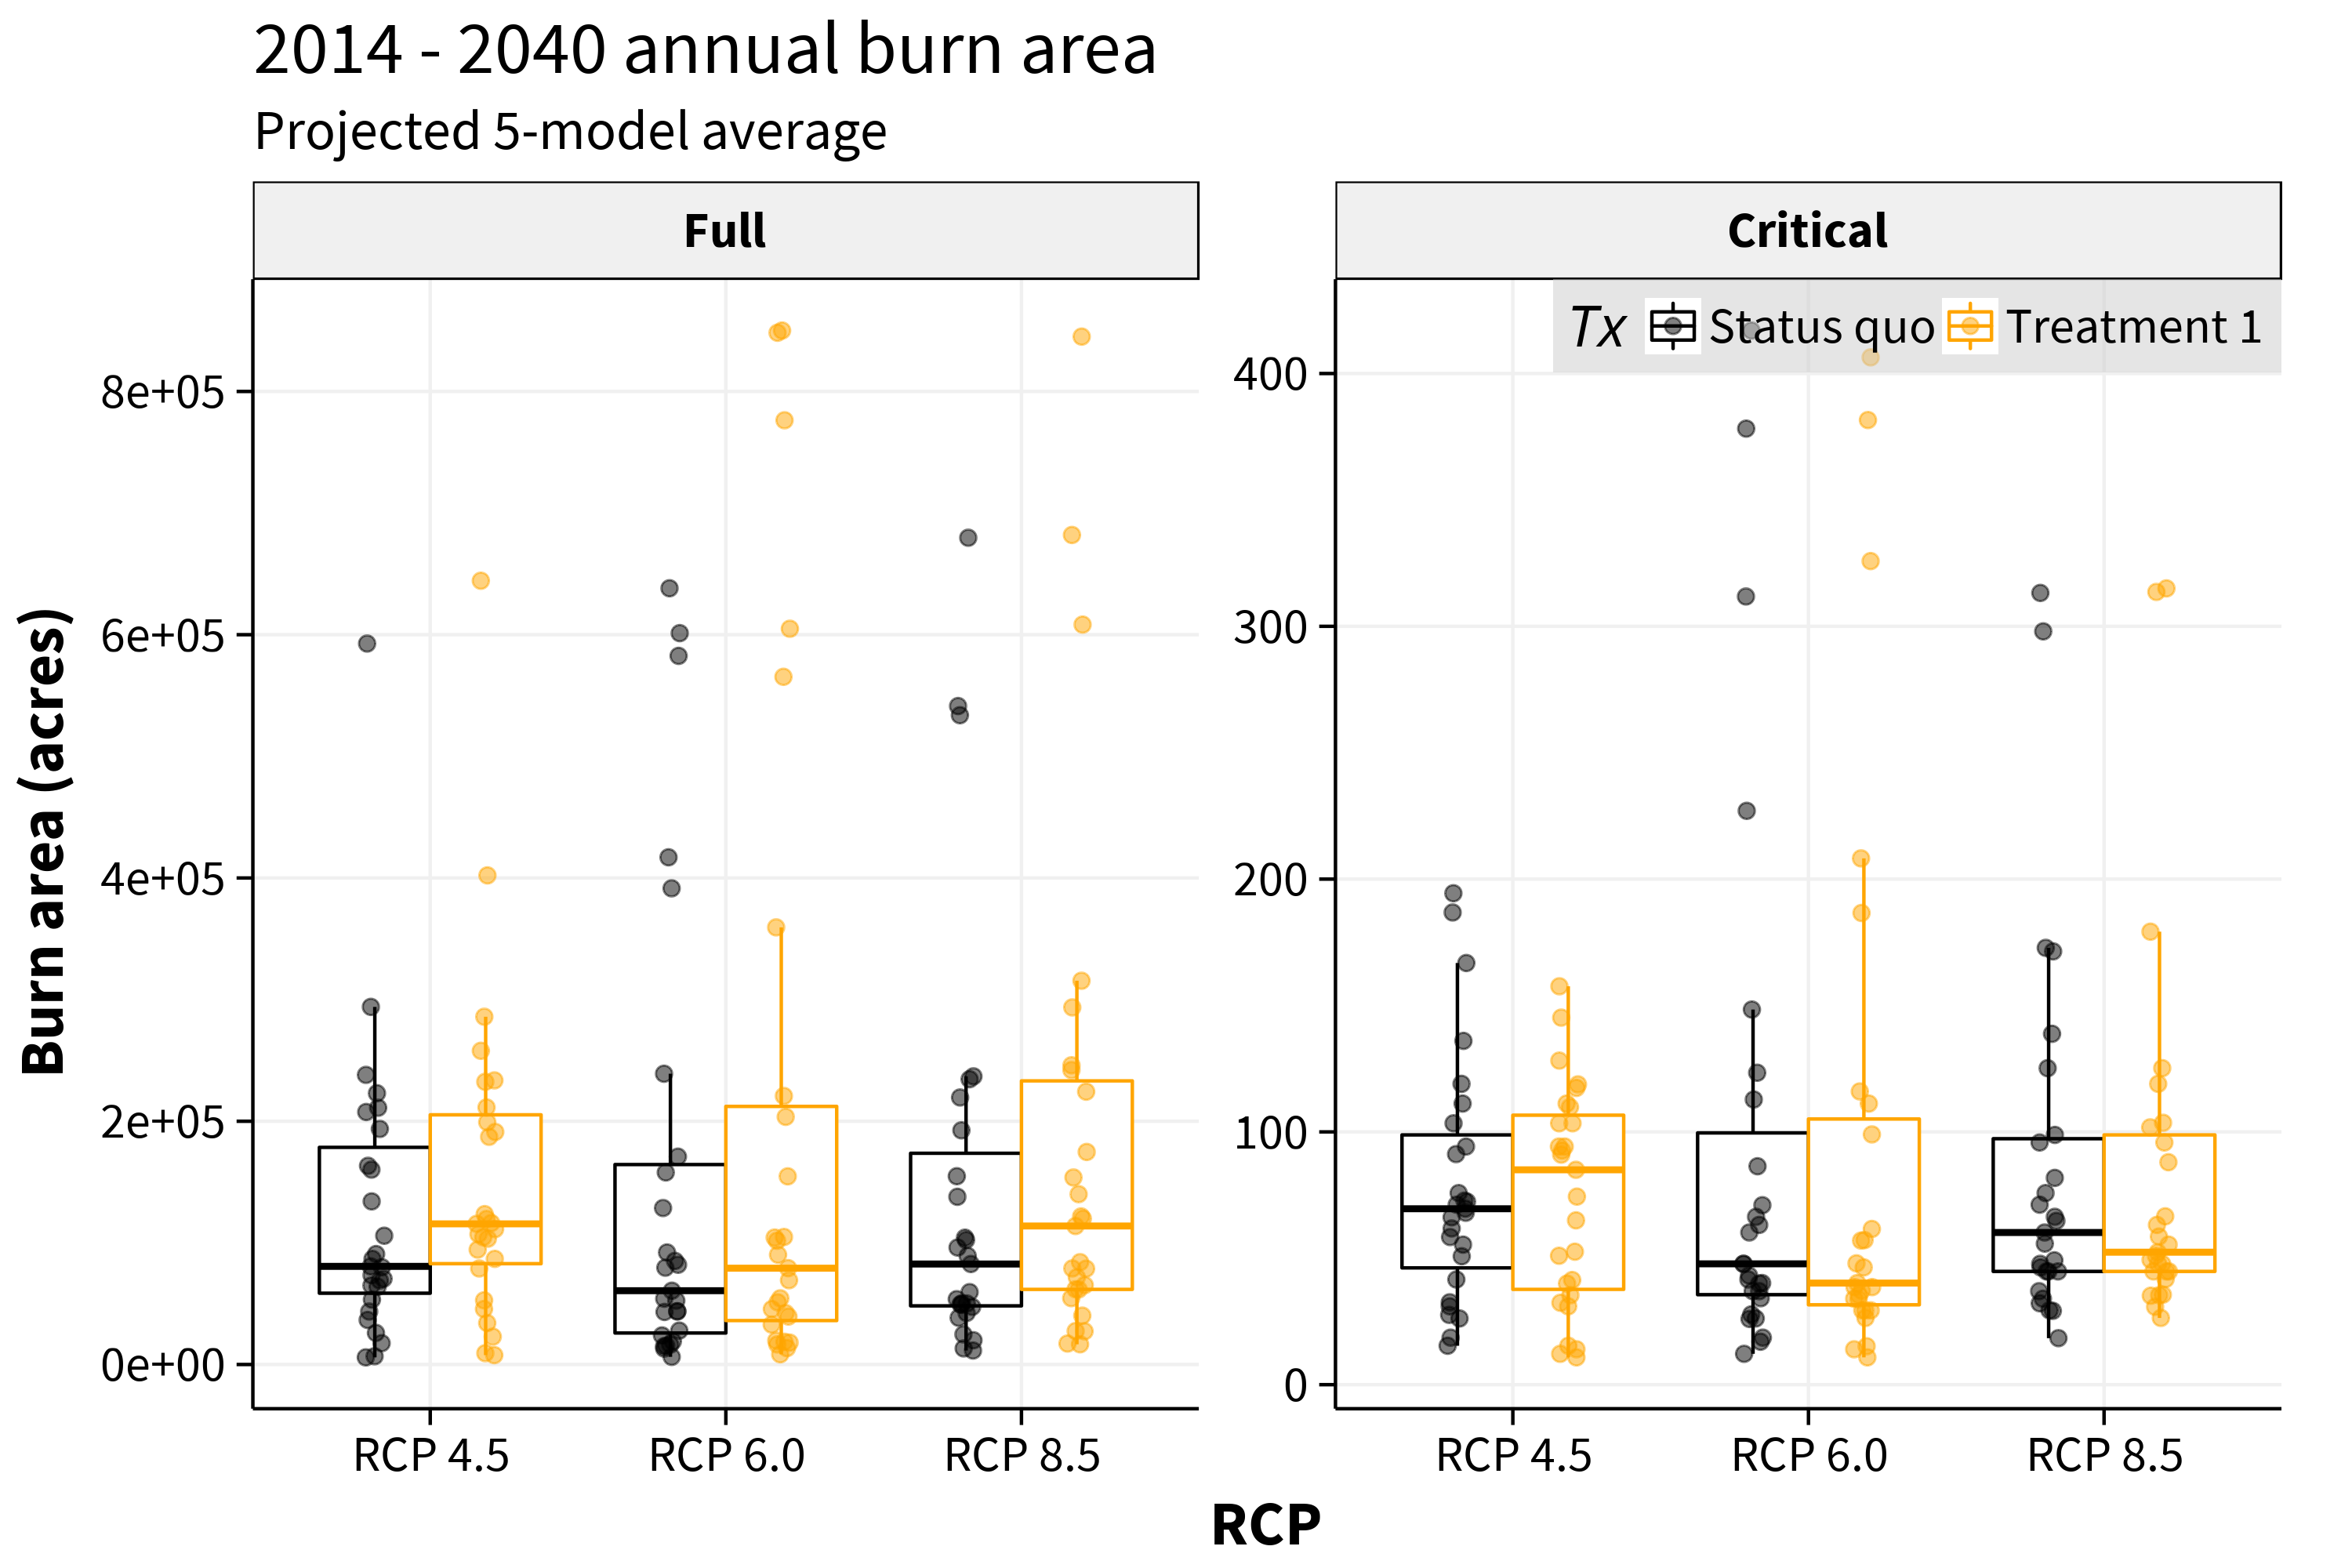 2014 - 2040 annual burn area
Projected 5-model average
Full
Critical
Tx Status quo Treatment 1
Burn area (acres)
8e+05
6e+05
4e+05
2e+05
0e+00
400
300
200
100
0
RCP 4.5 RCP 6.0 RCP 8.5
RCP 4.5 RCP 6.0 RCP 8.5
RCP